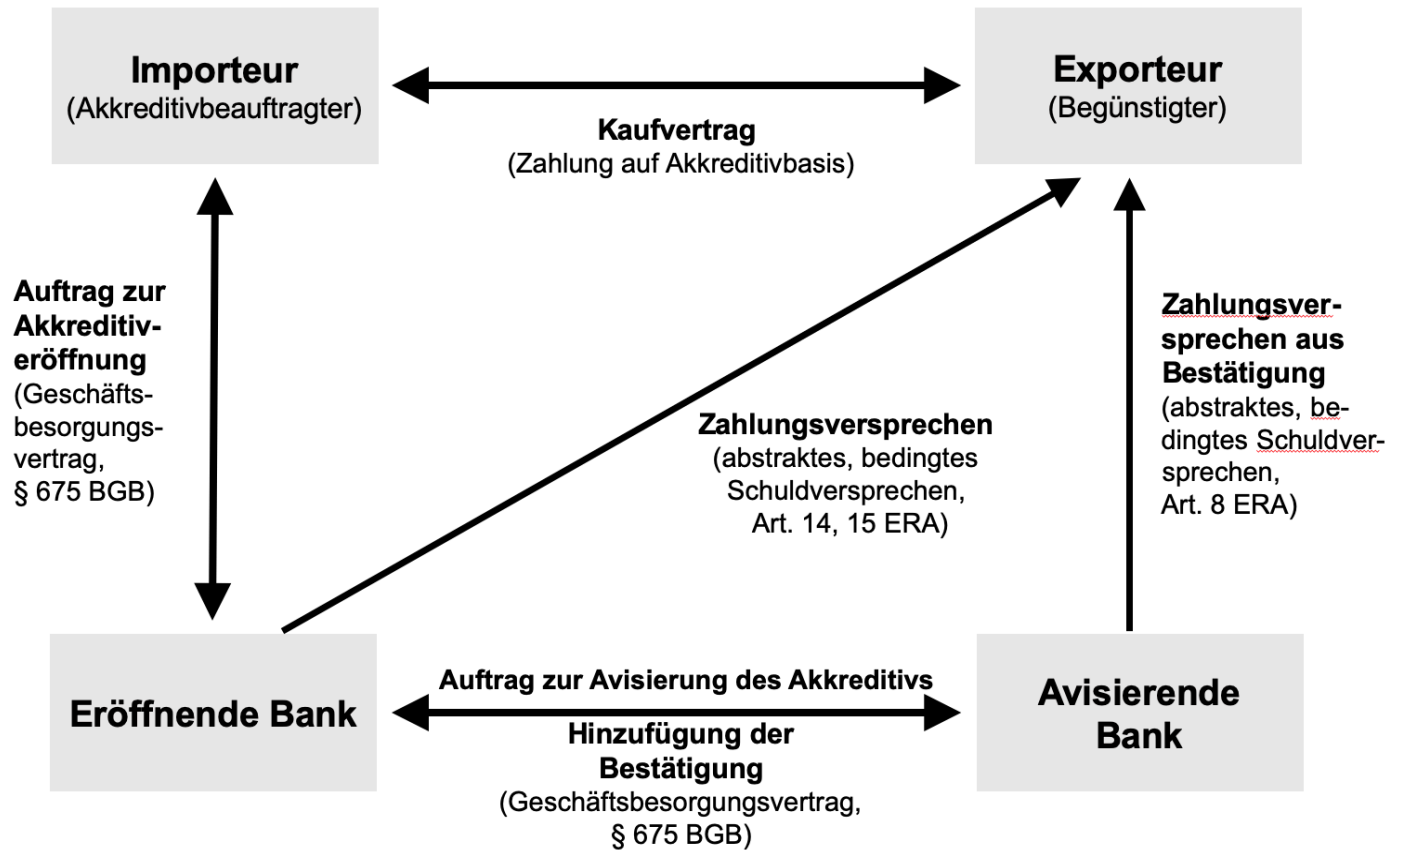 Importeur
(Akkreditivbeauftragter)
Exporteur
(Begünstigter)
Kaufvertrag
(Zahlung auf Akkreditivbasis)
Auftrag zur
Akkreditiv-
eröffnung
(Geschäfts-
besorgungs-
vertrag,
§ 675 BGB)
Zahlungsversprechen
(abstraktes, bedingtes
Schuldversprechen,
Art. 14, 15 ERA)
Zahlungsver-
sprechen aus
Bestätigung
(abstraktes, be-
dingtes Schuldver-
sprechen,
Art. 8 ERA)
Eröffnende Bank
Auftrag zur Avisierung des Akkreditivs
Hinzufügung der
Bestätigung
(Geschäftsbesorgungsvertrag,
§ 675 BGB)
Avisierende
Bank